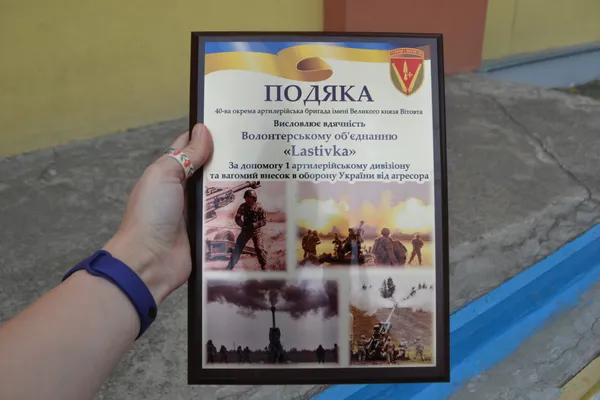 ПОДЯКА
40-ва окрема артилерійська бригада імені Великого князя Вітовта
Висловлює вдячність
Волонтерському об'єднанню
«Lastivka»
За допомогу 1 артилерійському дивізіону
та вагомий внесок в оборону України від агресора